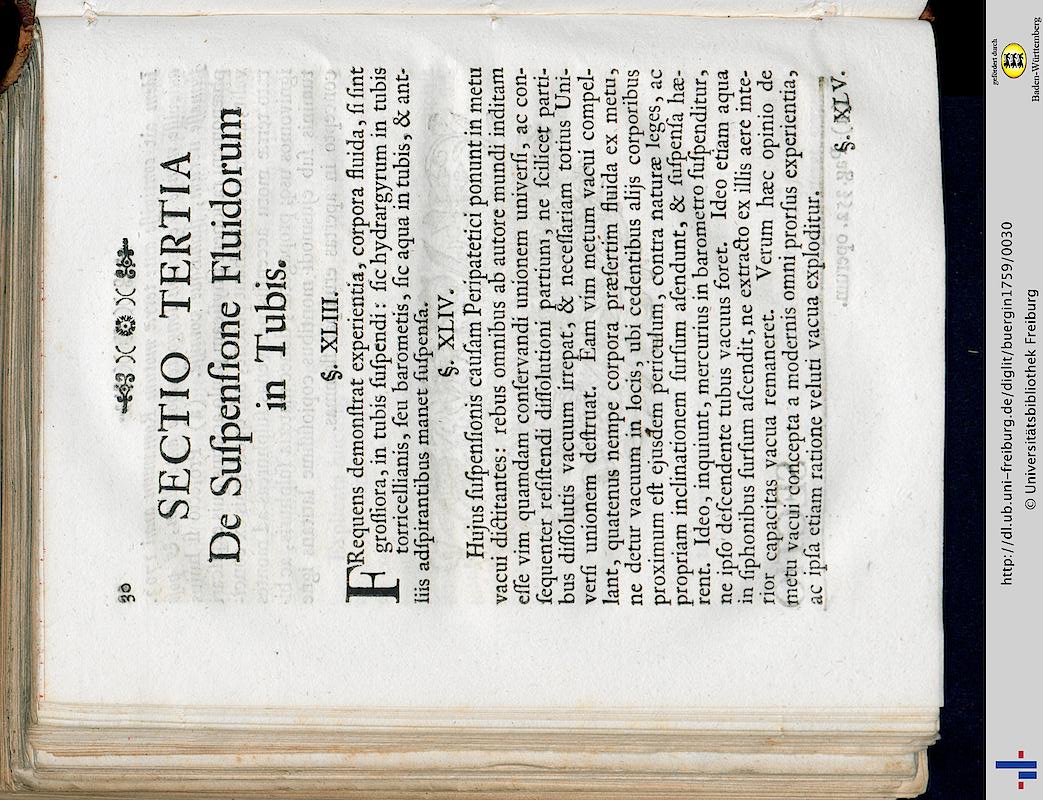 30
SECTIO TERTIA
De Suſpenſione Fluidorum
in Tubis.
§. XLIII.
FRequens demonſtrat experientia, corpora fluida, ſi ſint
groſſiora, in tubis ſuſpendi: ſic hydrargyrum in tubis
torricellianis, ſeu barometis, ſic aqua in tubis, & ant-
liis adſpirantibus manet ſuſpenſa.
§. XLIV.
Hujus ſuſpenſionis cauſam Peripatetici ponunt in metu
vacui dictitantes: rebus omnibus ab autore mundi inditam
eſſe vim quamdam conſervandi unionem univerſi, ac con-
ſequenter reſiſtendi diſſolutioni partium, ne ſcilicet parti-
bus diſſolutis vacuum irrepat, & neceſſariam totius Uni-
verſi unionem deſtruat. Eam vim metum vacui compel-
lant, quatenus nempe corpora præſertim fluida ex metu,
ne detur vacuum in locis, ubi cedentibus alijs corporibus
proximum eſt ejusdem periculum, contra naturæ leges, ac
propriam inclinationem ſurſum aſendunt, & ſuſpenſa hæ-
rent. Ideo, inquiunt, mercurius in barometro ſuſpenditur,
ne ipſo deſcendente tubus vacuus foret. Ideo etiam aqua
in ſiphonibus ſurſum aſcendit, ne extracto ex illis aere inte-
rior capacitas vacua remaneret. Verum hæc opinio de
metu vacui concepta a modernis omni prorſus experientia,
ac ipſa etiam ratione veluti vacua exploditur.
§. XLV.
http://dl.ub.uni-freiburg.de/diglit/buergin1759/0030
© Universitätsbibliothek Freiburg
gefördert durch
Baden-Württemberg